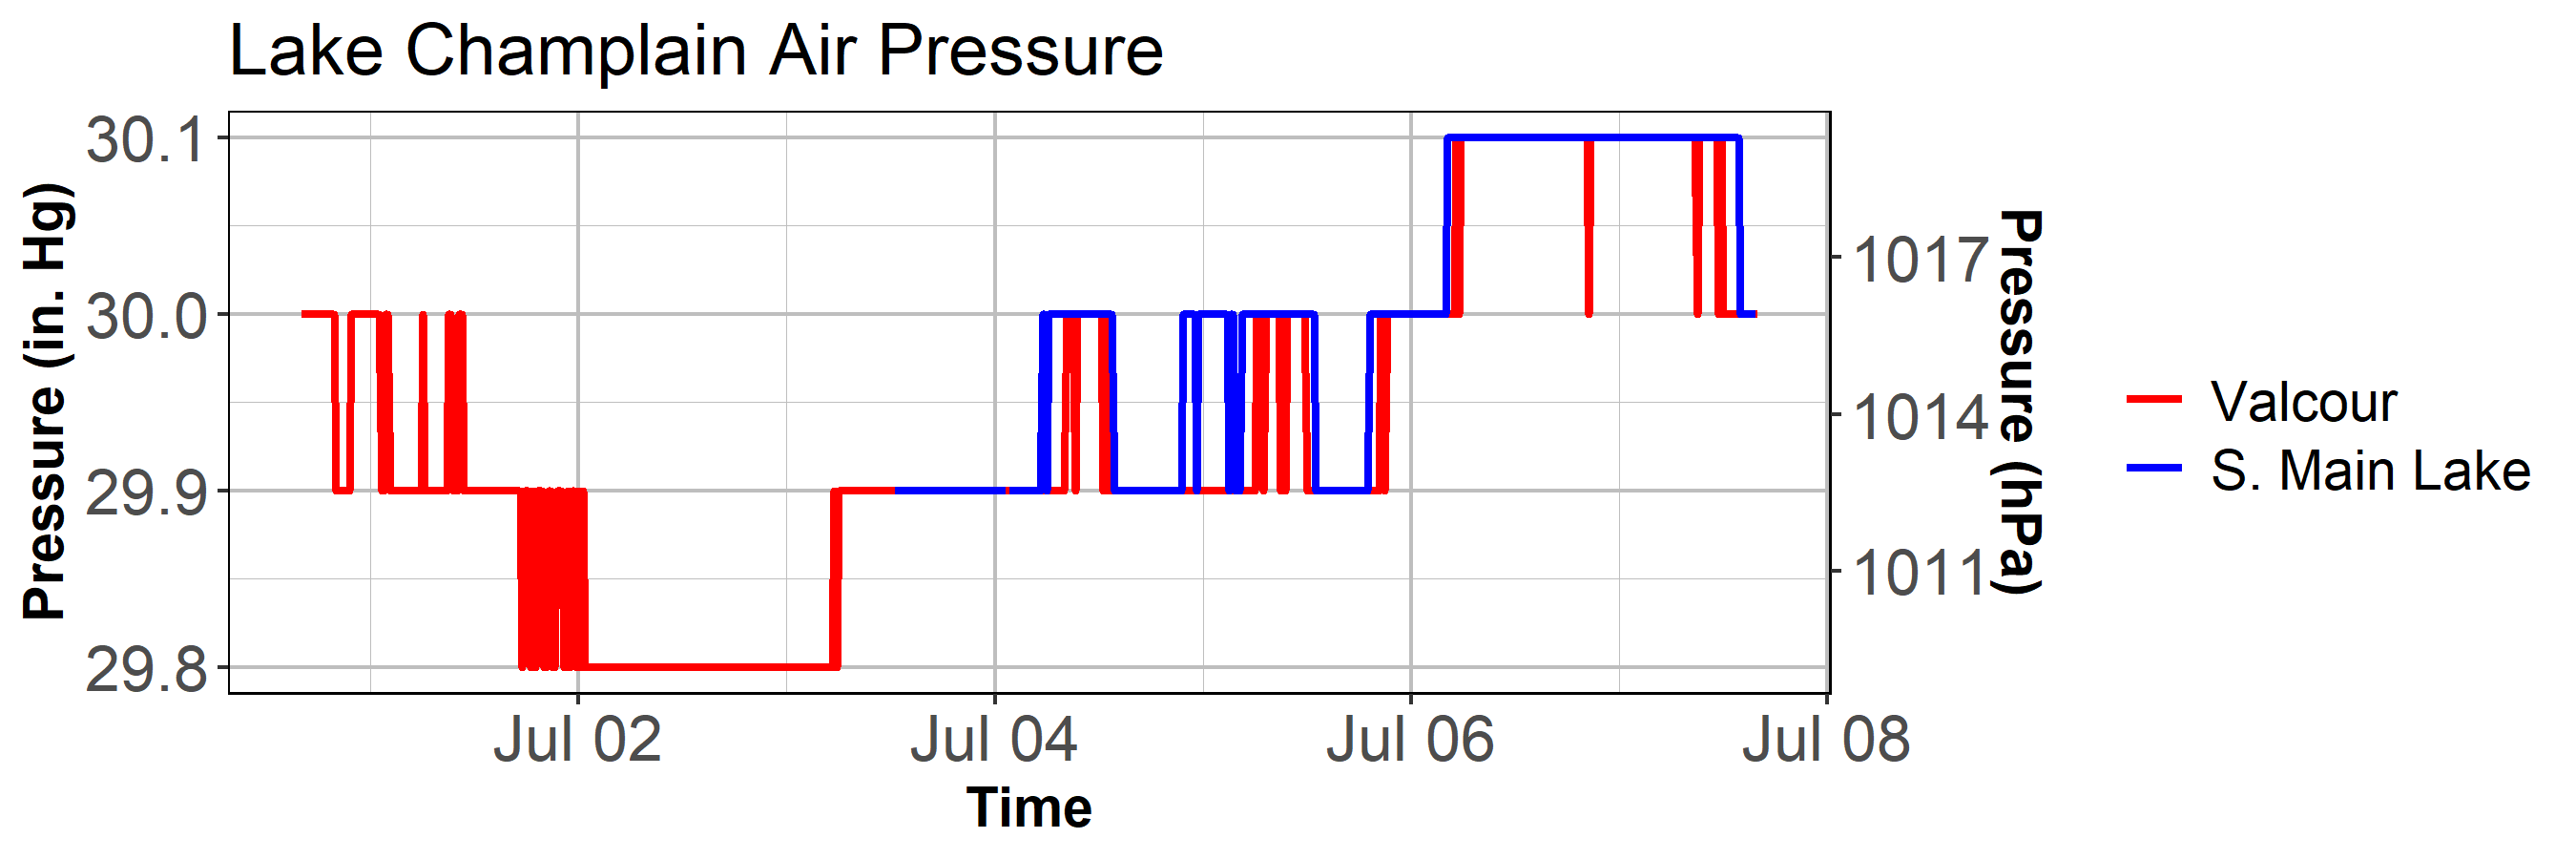 Lake Champlain Air Pressure
Pressure (in. Hg)
30.1
30.0
29.9
29.8
Jul 02
Jul 04
Jul 06
Jul 08
Time
1017
1014
1011
Pressure (hPa)
Valcour
S. Main Lake